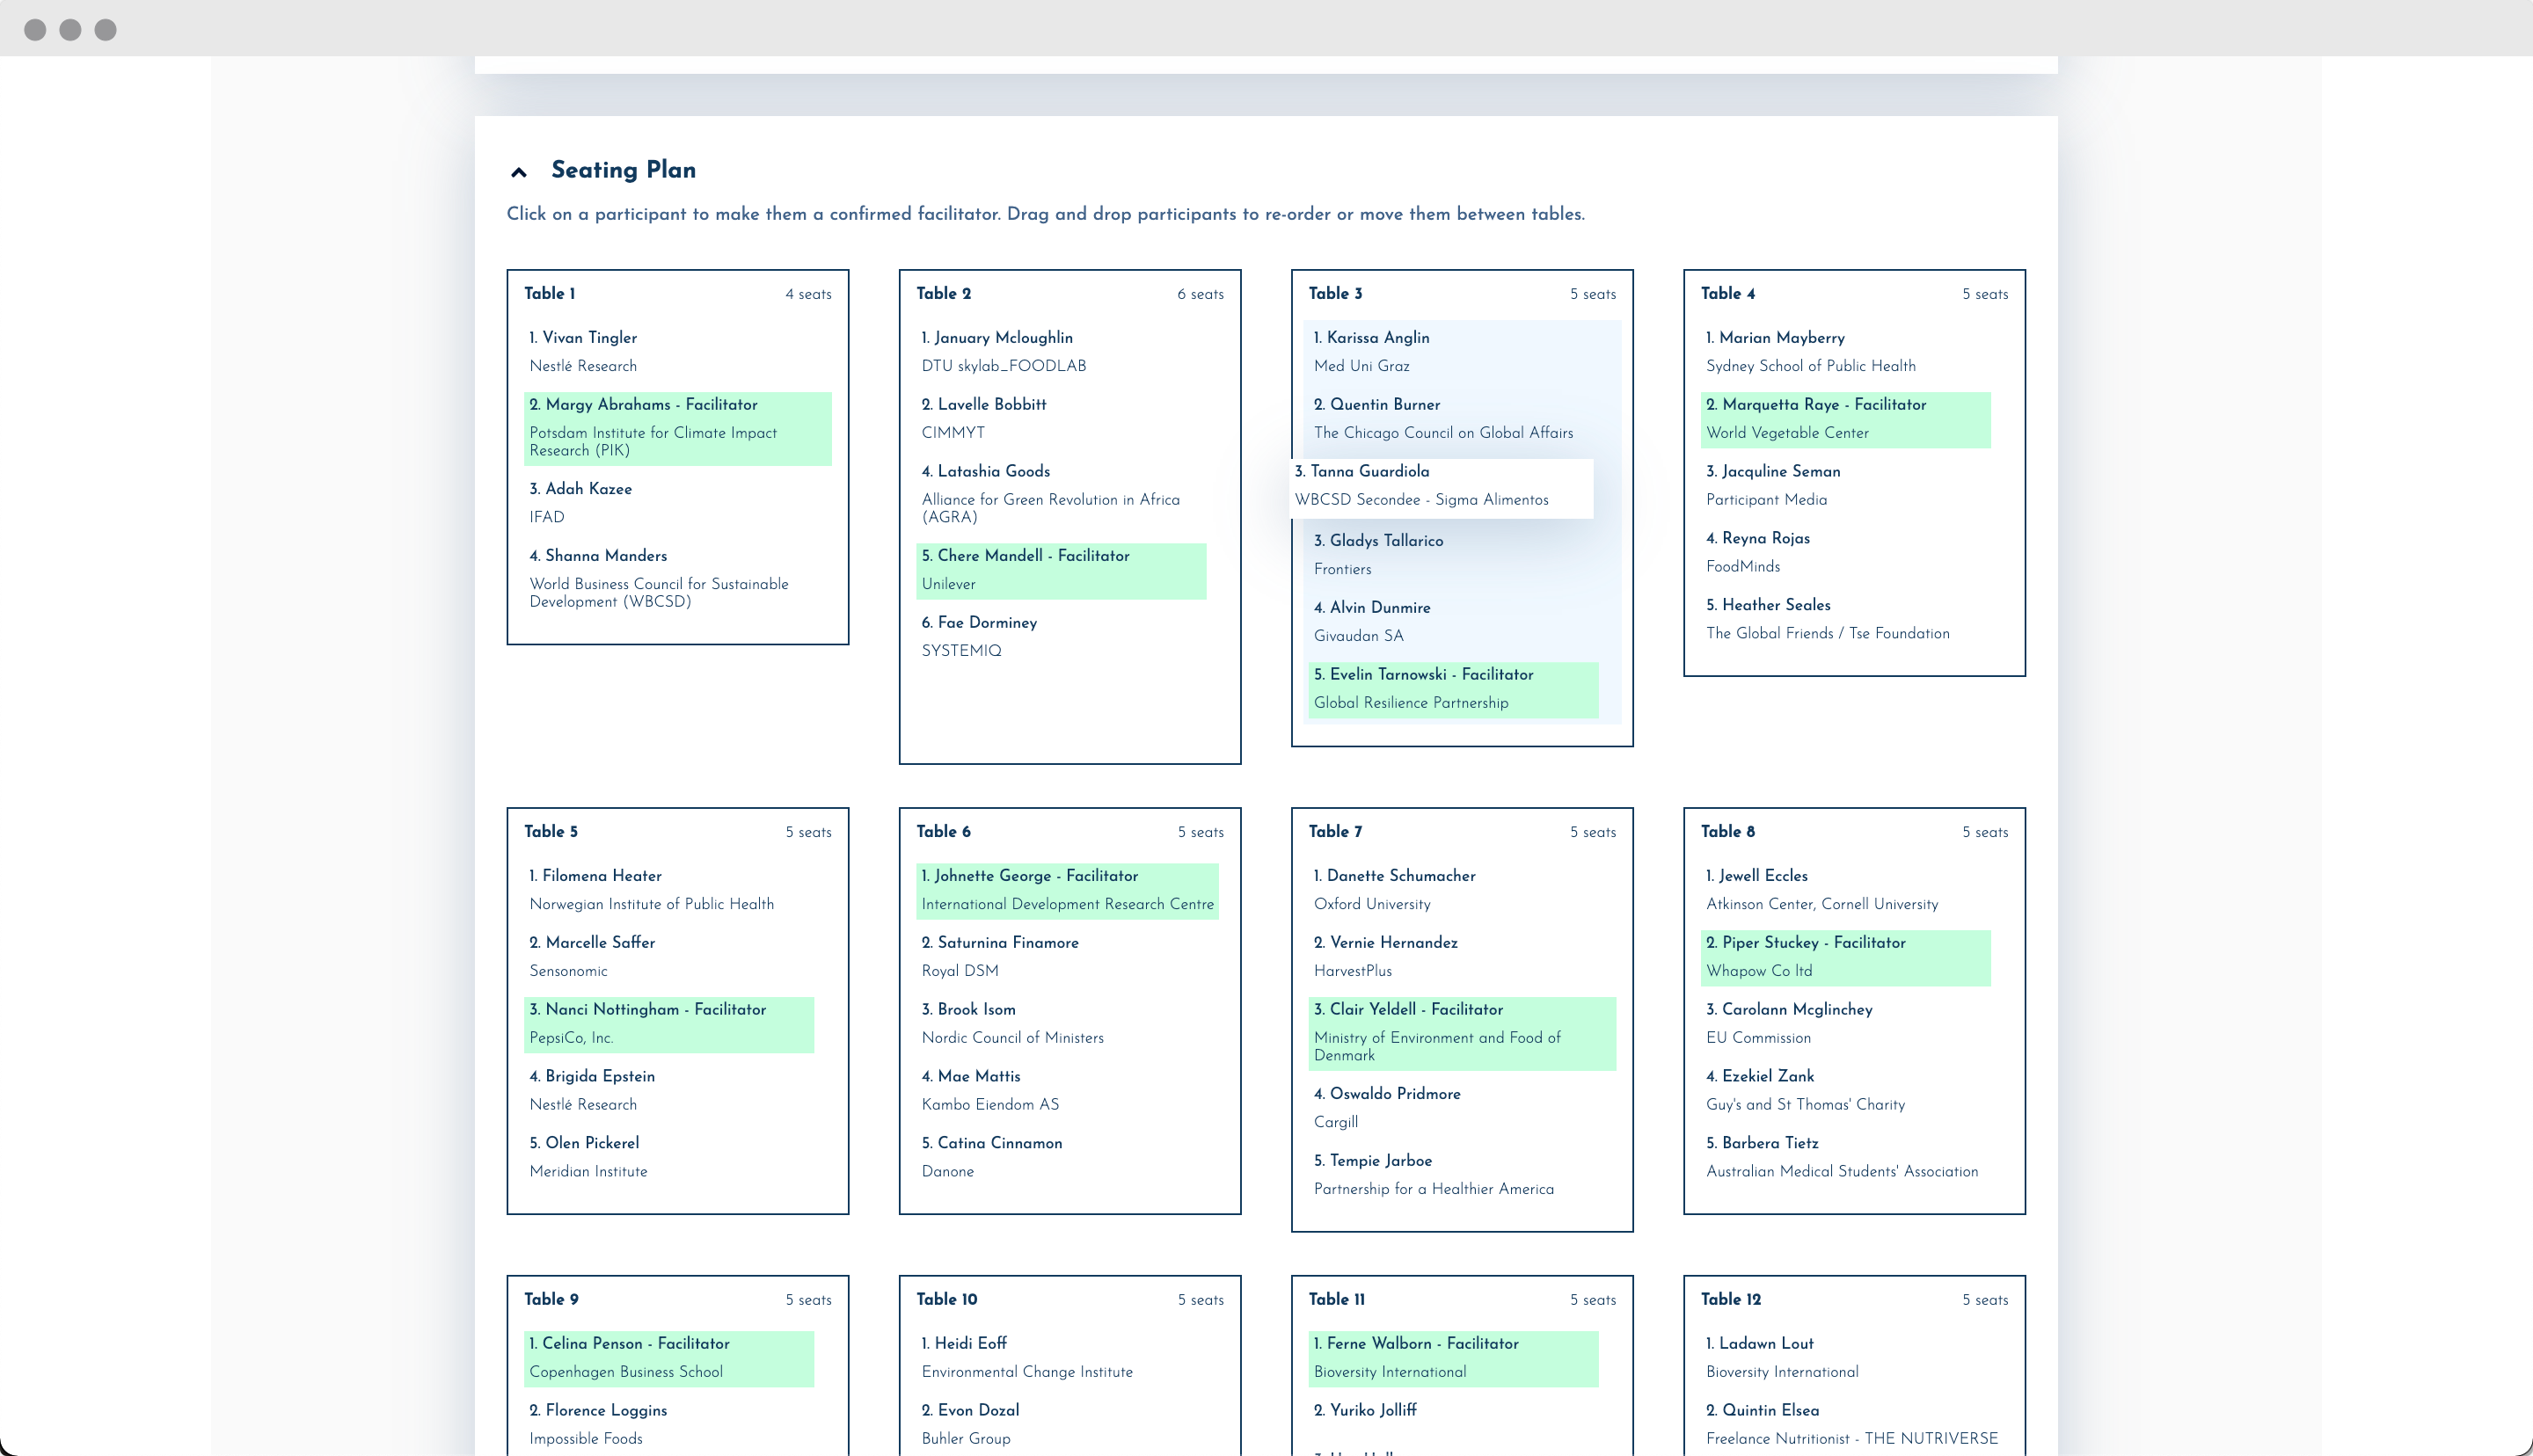 Seating Plan
Click on a participant to make them a confirmed facilitator. Drag and drop participants to re-order or move them between tables.
Table 1
4 seats
1. Vivan Tingler
Nestlé Research
2. Margy Abrahams - Facilitator
Potsdam Institute for Climate Impact
Research (PIK)
3. Adah Kazee
IFAD
4. Shanna Manders
World Business Council for Sustainable
Development (WBCSD)
Table 2
6 seats
1. January Mcloughlin
DTU skylab_FOODLAB
2. Lavelle Bobbitt
CIMMYT
4. Latashia Goods
Alliance for Green Revolution in Africa
(AGRA)
5. Chere Mandell - Facilitator
Unilever
6. Fae Dorminey
SYSTEMIQ
Table 3
5 seats
1. Karissa Anglin
Med Uni Graz
2. Quentin Burner
The Chicago Council on Global Affairs
3. Tanna Guardiola
WBCSD Secondee - Sigma Alimentos
3. Gladys Tallarico
Frontiers
4. Alvin Dunmire
Givaudan SA
5. Evelin Tarnowski - Facilitator
Global Resilience Partnership
Table 4
5 seats
1. Marian Mayberry
Sydney School of Public Health
2. Marquetta Raye - Facilitator
World Vegetable Center
3. Jacquline Seman
Participant Media
4. Reyna Rojas
FoodMinds
5. Heather Seales
The Global Friends / Tse Foundation
Table 5
5 seats
1. Filomena Heater
Norwegian Institute of Public Health
2. Marcelle Saffer
Sensonomic
3. Nanci Nottingham - Facilitator
PepsiCo, Inc.
4. Brigida Epstein
Nestlé Research
5. Olen Pickerel
Meridian Institute
Table 6
5 seats
1. Johnette George - Facilitator
International Development Research Centre
2. Saturnina Finamore
Royal DSM
3. Brook Isom
Nordic Council of Ministers
4. Mae Mattis
Kambo Eiendom AS
5. Catina Cinnamon
Danone
Table 7
5 seats
1. Danette Schumacher
Oxford University
2. Vernie Hernandez
HarvestPlus
3. Clair Yeldell - Facilitator
Ministry of Environment and Food of
Denmark
4. Oswaldo Pridmore
Cargill
5. Tempie Jarboe
Partnership for a Healthier America
Table 8
5 seats
1. Jewell Eccles
Atkinson Center, Cornell University
2. Piper Stuckey - Facilitator
Whapow Co ltd
3. Carolann Mcglinchey
EU Commission
4. Ezekiel Zank
Guy's and St Thomas' Charity
5. Barbera Tietz
Australian Medical Students' Association
Table 9
5 seats
1. Celina Penson - Facilitator
Copenhagen Business School
2. Florence Loggins
Impossible Foods
Table 10
5 seats
1. Heidi Eoff
Environmental Change Institute
2. Evon Dozal
Buhler Group
Table 11
5 seats
1. Ferne Walborn - Facilitator
Bioversity International
2. Yuriko Jolliff
Table 12
5 seats
1. Ladawn Lout
Bioversity International
2. Quintin Elsea
Freelance Nutritionist - THE NUTRIVERSE